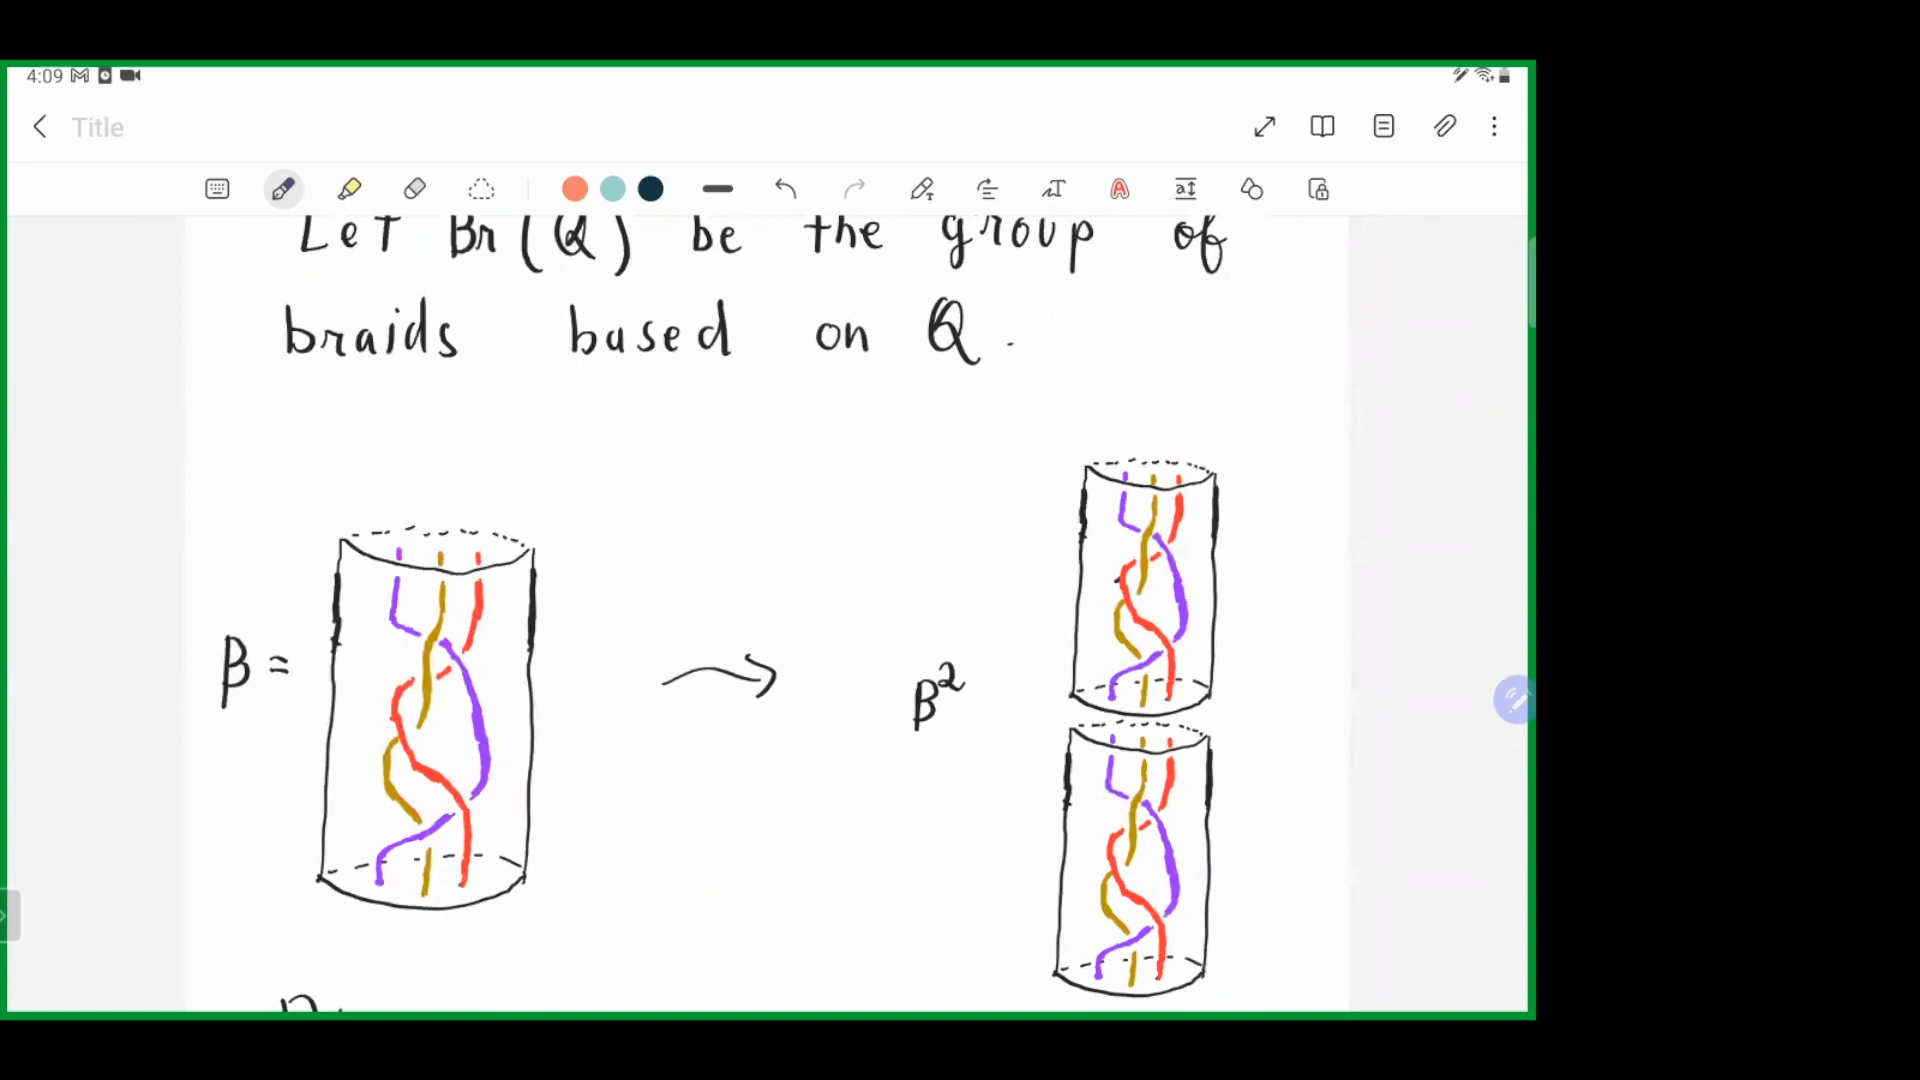 4:09
Title
Let Br(Q) be the group of
braids based on Q.
β =
β²